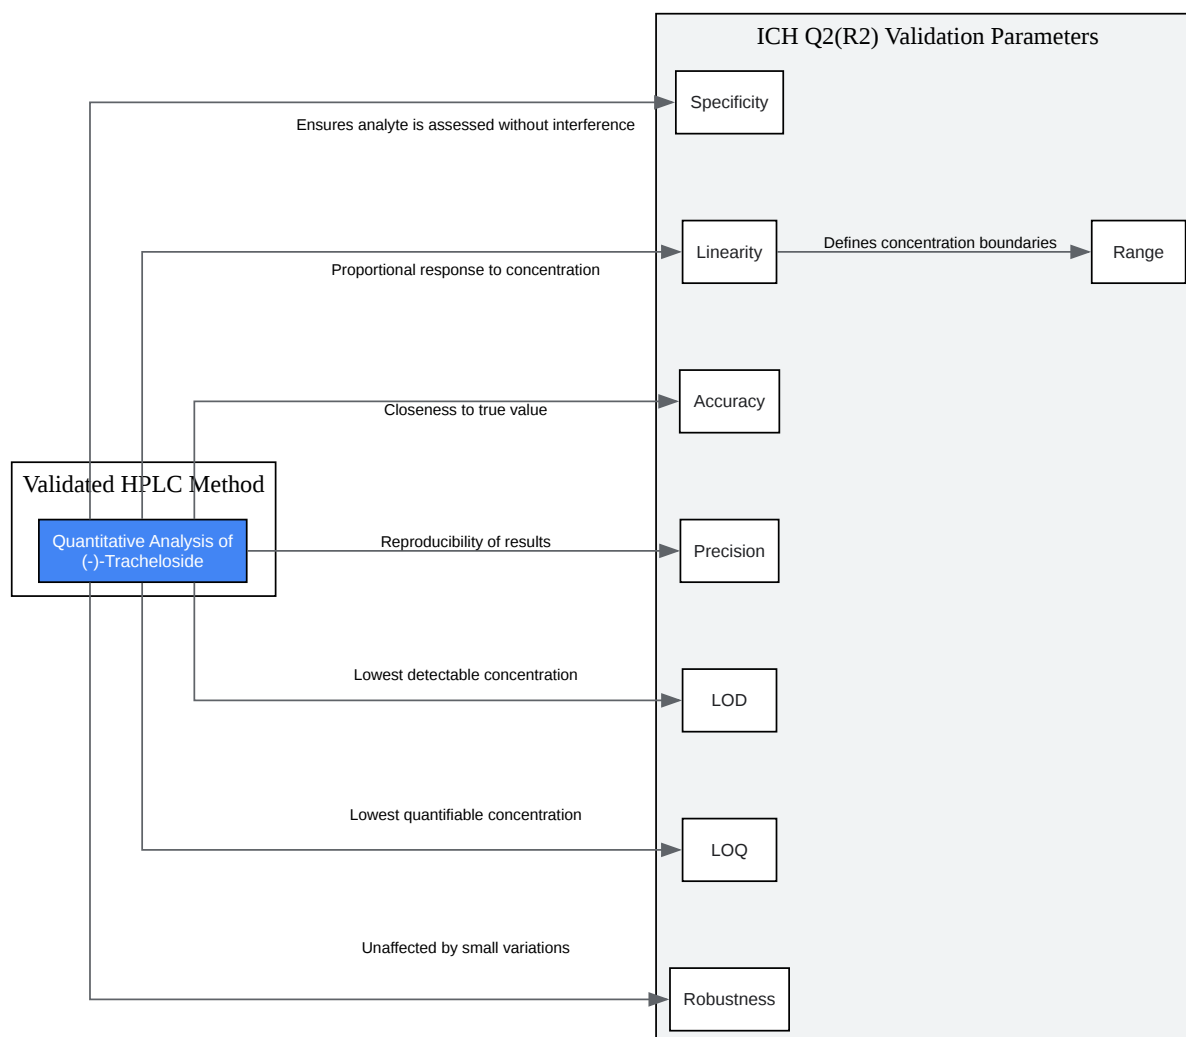 ICH Q2(R2) Validation Parameters
Specificity
Ensures analyte is assessed without interference
Linearity
Defines concentration boundaries
Range
Proportional response to concentration
Accuracy
Closeness to true value
Validated HPLC Method
Quantitative Analysis of
(-)-Tracheloside
Reproducibility of results
Precision
Lowest detectable concentration
LOD
Lowest quantifiable concentration
LOQ
Unaffected by small variations
Robustness